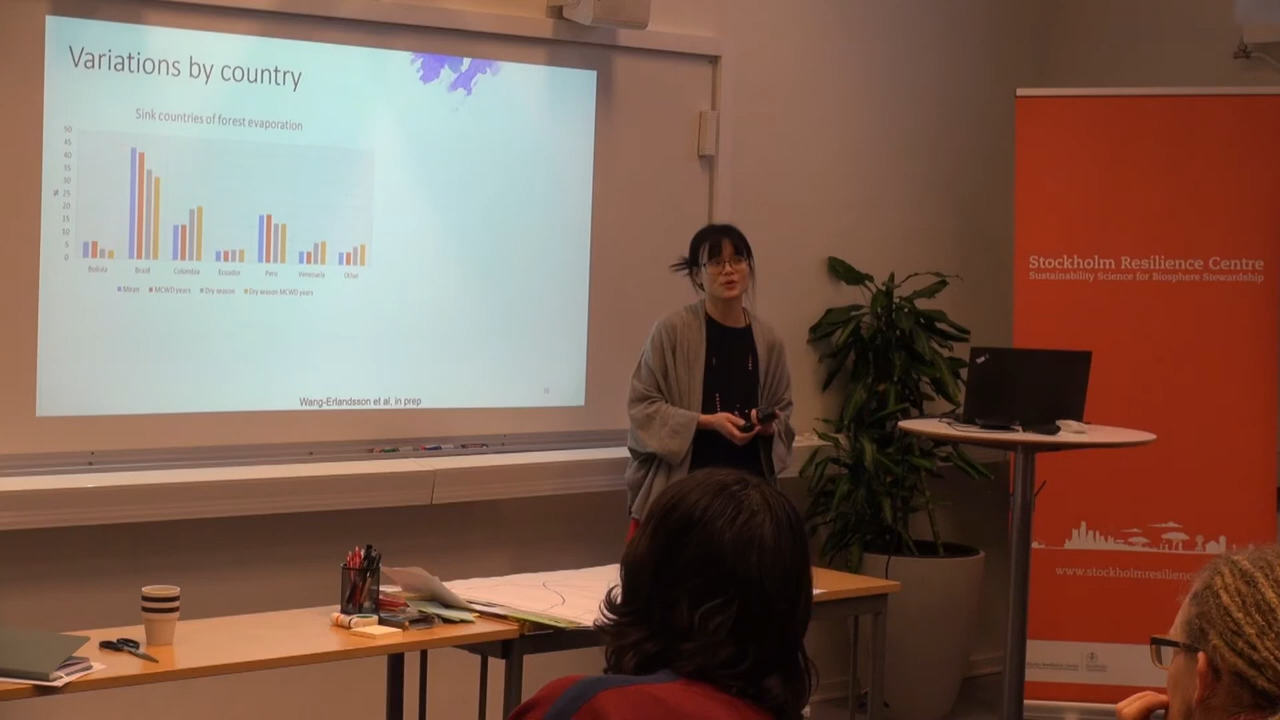 Variations by country
Sink countries of forest evaporation
50
45
40
35
30
25
20
15
10
5
0
%
Bolivia Brazil Colombia Ecuador Peru Venezuela Other
Mean MCWD years Dry season Dry season MCWD years
Wang-Erlandsson et al, in prep
Stockholm Resilience Centre
Sustainability Science for Biosphere Stewardship
www.stockholmresilienc